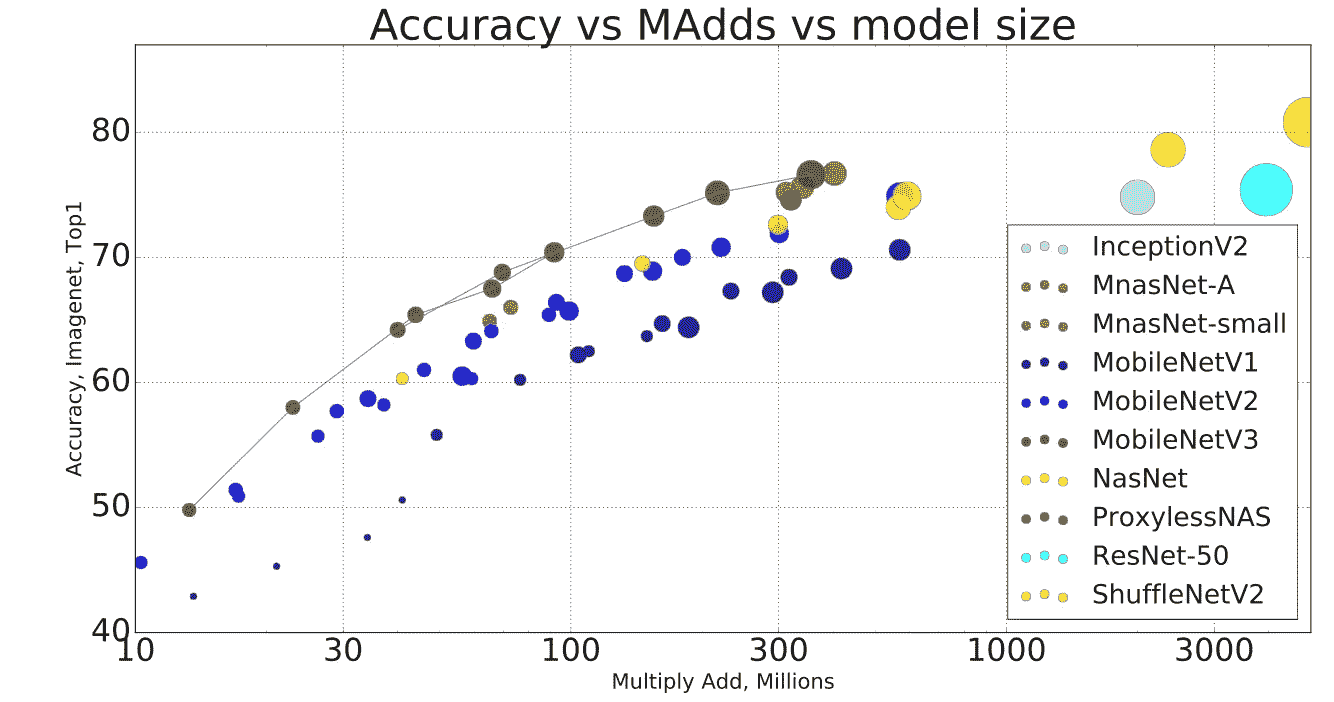 Accuracy vs MAdds vs model size
Accuracy, Imagenet, Top1
80
70
60
50
40
10 30 100 300 1000 3000
Multiply Add, Millions
InceptionV2
MnasNet-A
MnasNet-small
MobileNetV1
MobileNetV2
MobileNetV3
NasNet
ProxylessNAS
ResNet-50
ShuffleNetV2